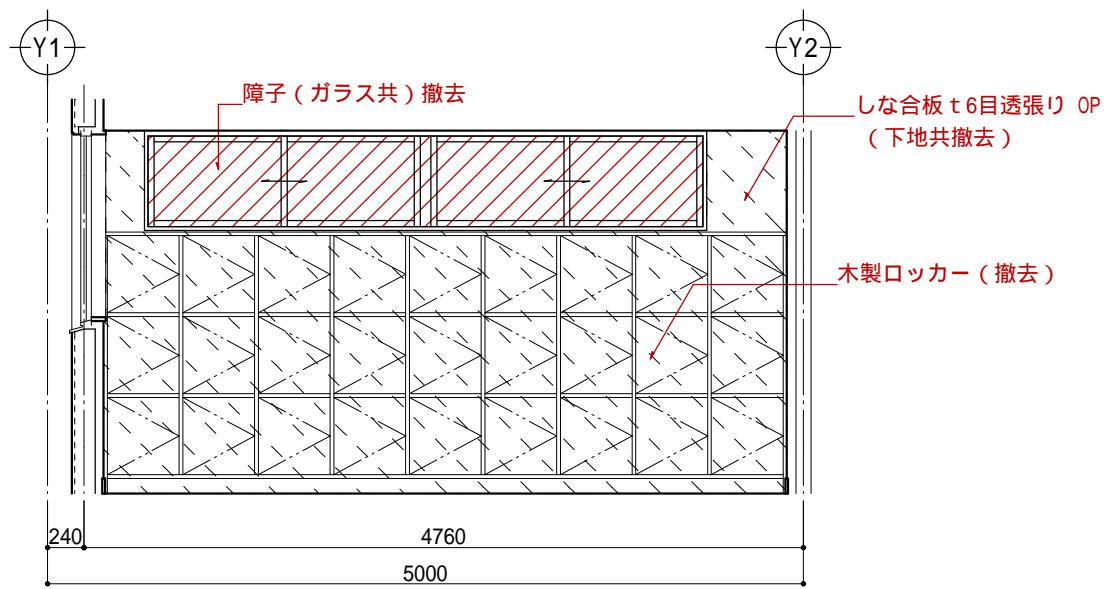 Y1
Y2
障子（ガラス共）撤去
しな合板ｔ6目透張り OP
（下地共撤去）
木製ロッカー（撤去）
240
4760
5000